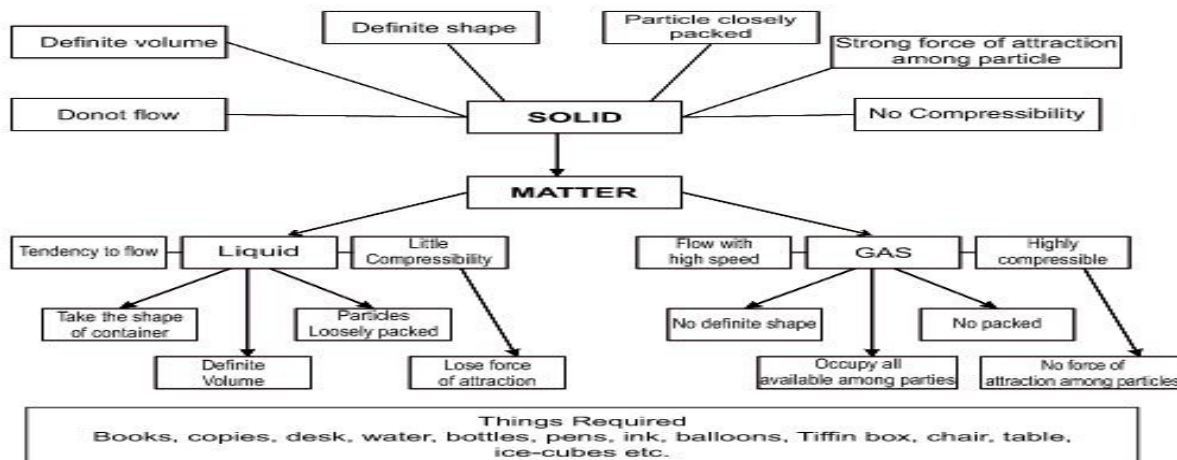 Definite volume
Definite shape
Particle closely
packed
Strong force of attraction
among particle
Donot flow
SOLID
No Compressibility
MATTER
Tendency to flow
Liquid
Little
Compressibility
Flow with
high speed
GAS
Highly
compressible
Take the shape
of container
Particles
Loosely packed
No definite shape
No packed
Definite
Volume
Lose force
of attraction
Occupy all
available among parties
No force of
attraction among particles
Things Required
Books, copies, desk, water, bottles, pens, ink, balloons, Tiffin box, chair, table,
ice-cubes etc.